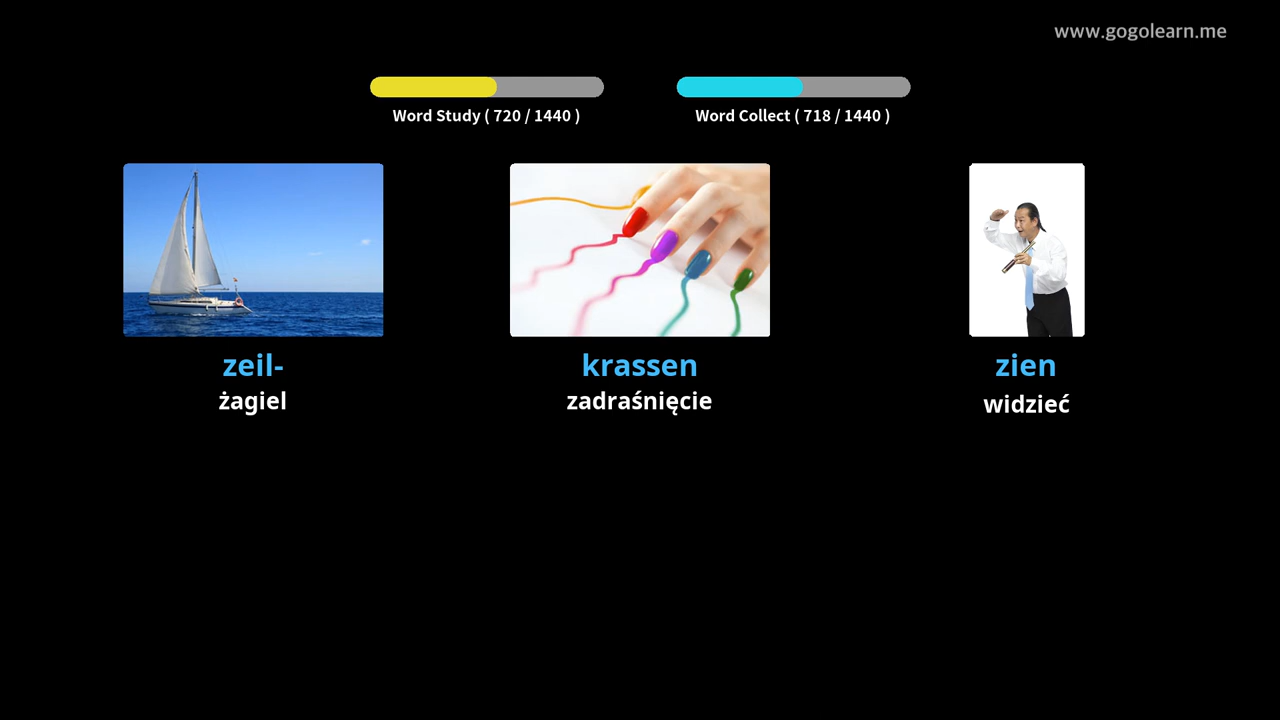 www.gogolearn.me
Word Study ( 720 / 1440 )
Word Collect ( 718 / 1440 )
zeil-
żagiel
krassen
zadraśnięcie
zien
widzieć